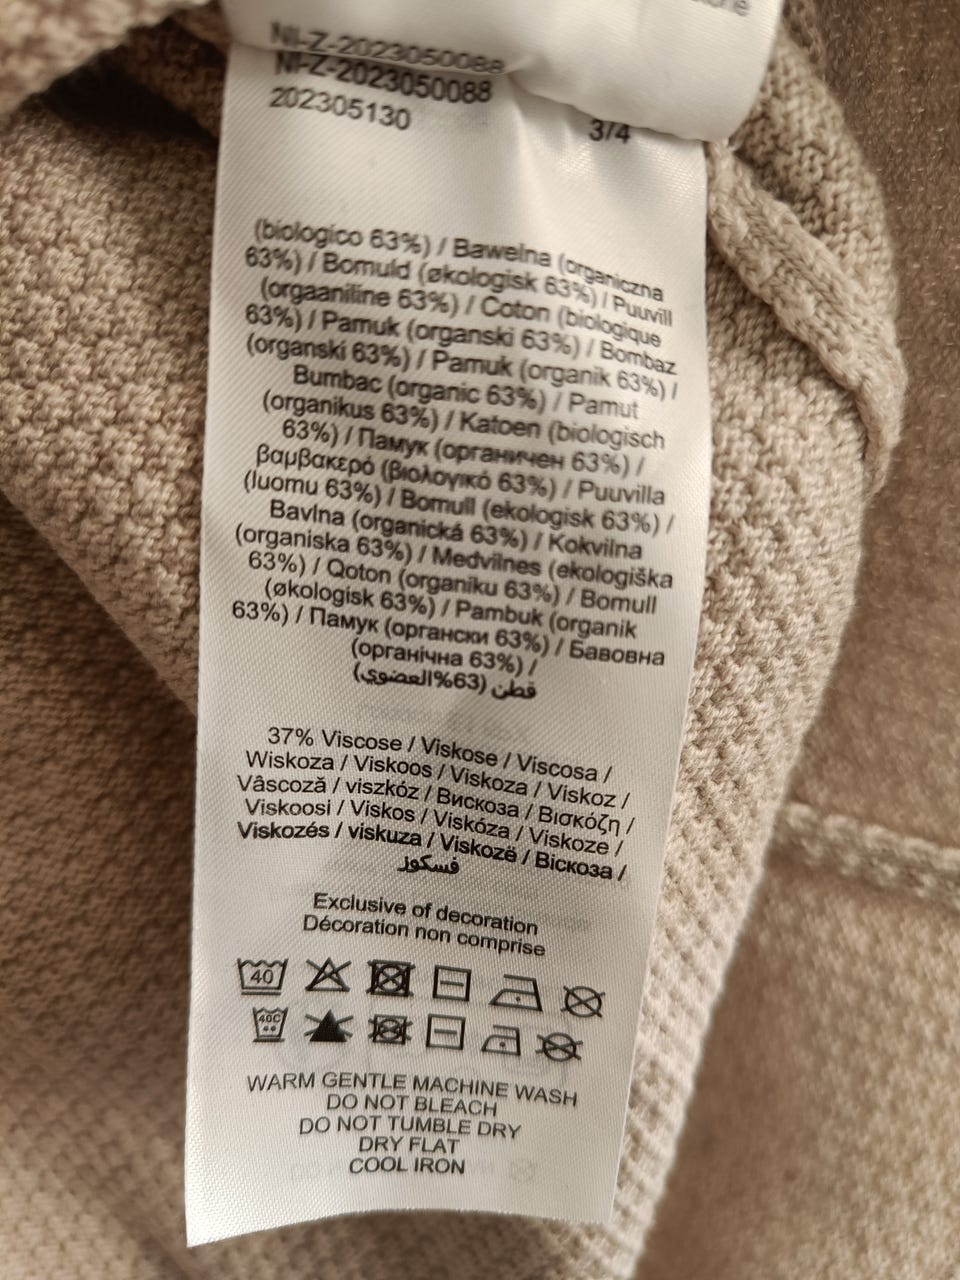 NI-Z-2023050088
NI-Z-2023050088
202305130
3/4
(biologico 63%) / Bawełna (organiczna
63%) / Bomuld (økologisk 63%) / Puuvill
(orgaaniline 63%) / Coton (biologique
63%) / Pamuk (organski 63%) / Bombaz
(organski 63%) / Pamuk (organik 63%) /
Bumbac (organic 63%) / Pamut
(organikus 63%) / Katoen (biologisch
63%) / Памук (органичен 63%) /
βαμβακερό (βιολογικό 63%) / Puuvilla
(luomu 63%) / Bomull (ekologisk 63%) /
Bavlna (organická 63%) / Kokvilna
(organiska 63%) / Medvilnes (ekologiška
63%) / Qoton (organiku 63%) / Bomull
(økologisk 63%) / Pambuk (organik
63%) / Памук (органски 63%) / Бавовна
(органічна 63%) /
قطن (63%العضوي)
37% Viscose / Viskose / Viscosa /
Wiskoza / Viskoos / Viskoza / Viskoz /
Vâscoză / viszkóz / Вискоза / Βισκόζη /
Viskoosi / Viskos / Viskóza / Viskoze /
Viskozés / viskuza / Viskozë / Віскоза /
فسكوز
Exclusive of decoration
Décoration non comprise
40
40C
WARM GENTLE MACHINE WASH
DO NOT BLEACH
DO NOT TUMBLE DRY
DRY FLAT
COOL IRON